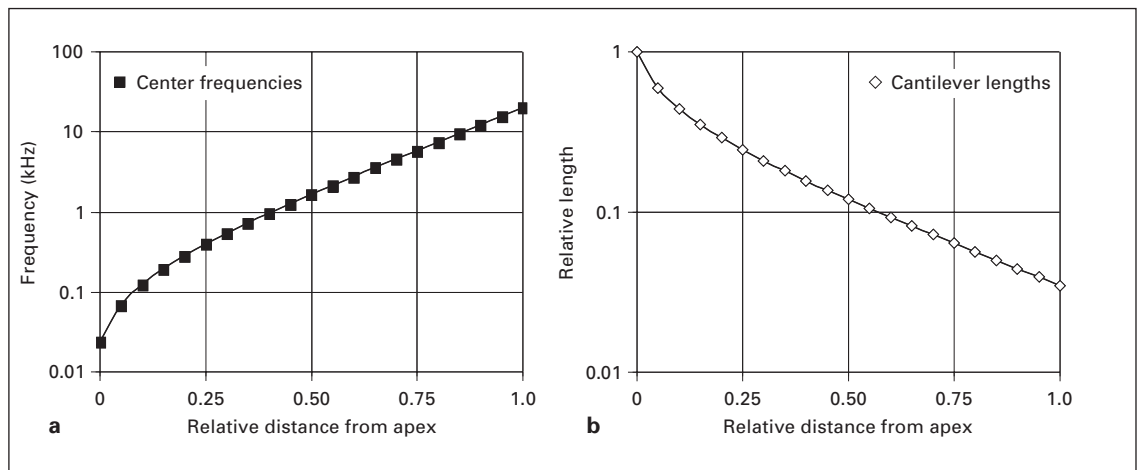 100
10
1
0.1
0.01
Frequency (kHz)
Center frequencies
0
0.25
0.50
0.75
1.0
a
Relative distance from apex
1
0.1
0.01
Relative length
Cantilever lengths
0
0.25
0.50
0.75
1.0
b
Relative distance from apex